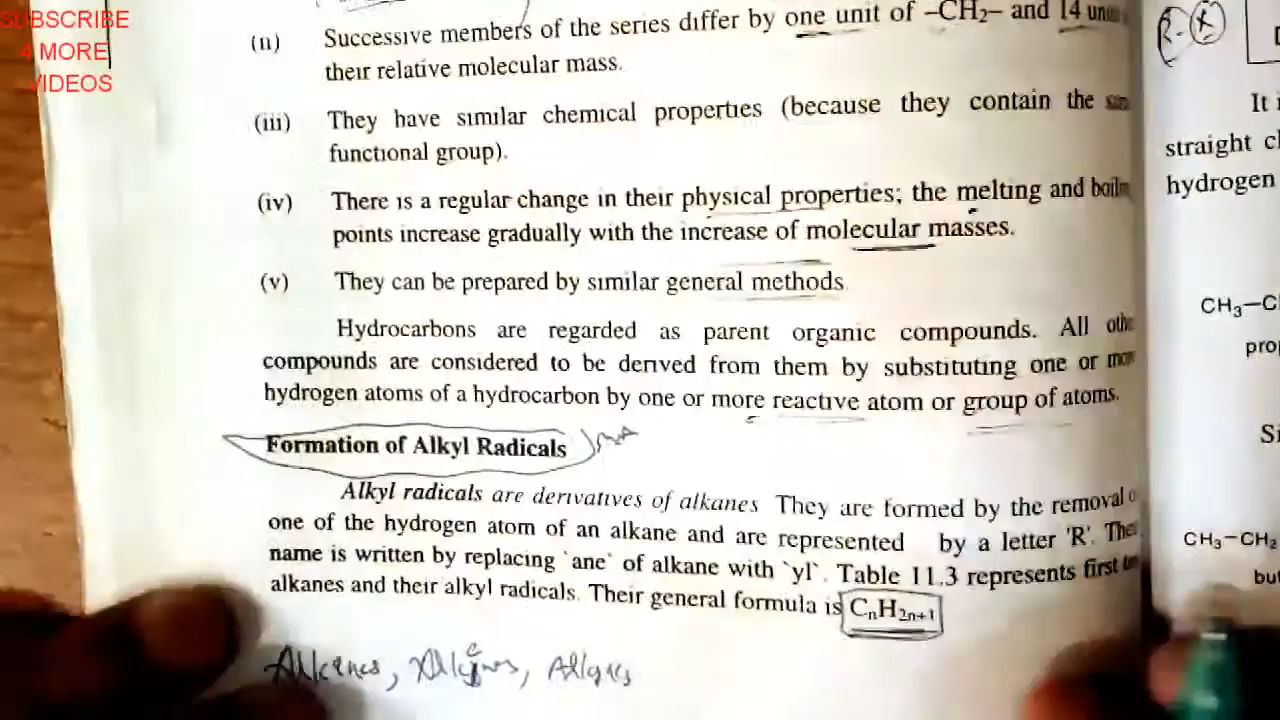 SUBSCRIBE
4 MORE
VIDEOS
(ii) Successive members of the series differ by one unit of –CH2– and 14 units
their relative molecular mass.
(iii) They have similar chemical properties (because they contain the
functional group).
(iv) There is a regular change in their physical properties; the melting and
points increase gradually with the increase of molecular masses.
(v) They can be prepared by similar general methods
Hydrocarbons are regarded as parent organic compounds. All
compounds are considered to be derived from them by substituting one or
hydrogen atoms of a hydrocarbon by one or more reactive atom or group of atoms.
Formation of Alkyl Radicals
Alkyl radicals are derivatives of alkanes They are formed by the removal
one of the hydrogen atom of an alkane and are represented by a letter 'R'.
name is written by replacing `ane` of alkane with `yl`. Table 11.3 represents first
alkanes and their alkyl radicals. Their general formula is CnH2n+1
Alkenes,
R-X
It i
straight c
hydrogen
CH3–C
pro
Si
CH3–CH2
bu